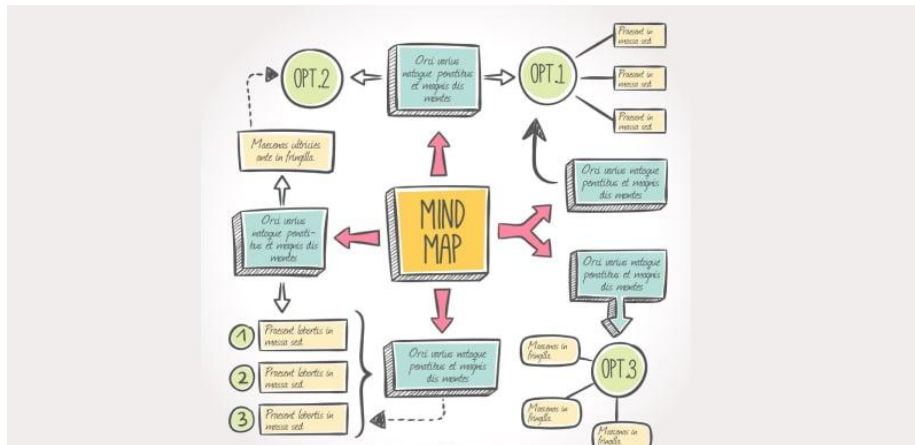 Orci varius
natoque penatibus
et magnis dis
montes
OPT.2
OPT.1
Praesent in
massa sed
Praesent in
massa sed
Praesent in
massa sed
Maecenas ultricies
ante in fringilla.
Orci varius natoque
penatibus et magnis
dis montes
MIND
MAP
Orci varius
natoque penati-
bus et magnis dis
montes
Orci varius natoque
penatibus et magnis
dis montes
1
Praesent lobortis in
massa sed
2
Praesent lobortis in
massa sed
3
Praesent lobortis in
massa sed
Orci varius natoque
penatibus et magnis
dis montes
Maecenas in
fringilla.
OPT.3
Maecenas in
fringilla.
Maecenas in
fringilla.